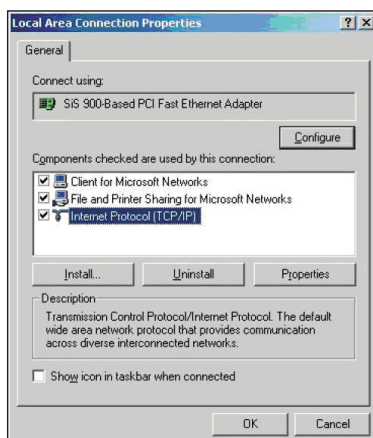 Local Area Connection Properties
General
Connect using:
SiS 900-Based PCI Fast Ethernet Adapter
Configure
Components checked are used by this connection:
Client for Microsoft Networks
File and Printer Sharing for Microsoft Networks
Internet Protocol (TCP/IP)
Install... Uninstall Properties
Description
Transmission Control Protocol/Internet Protocol. The default
wide area network protocol that provides communication
across diverse interconnected networks.
Show icon in taskbar when connected
OK Cancel